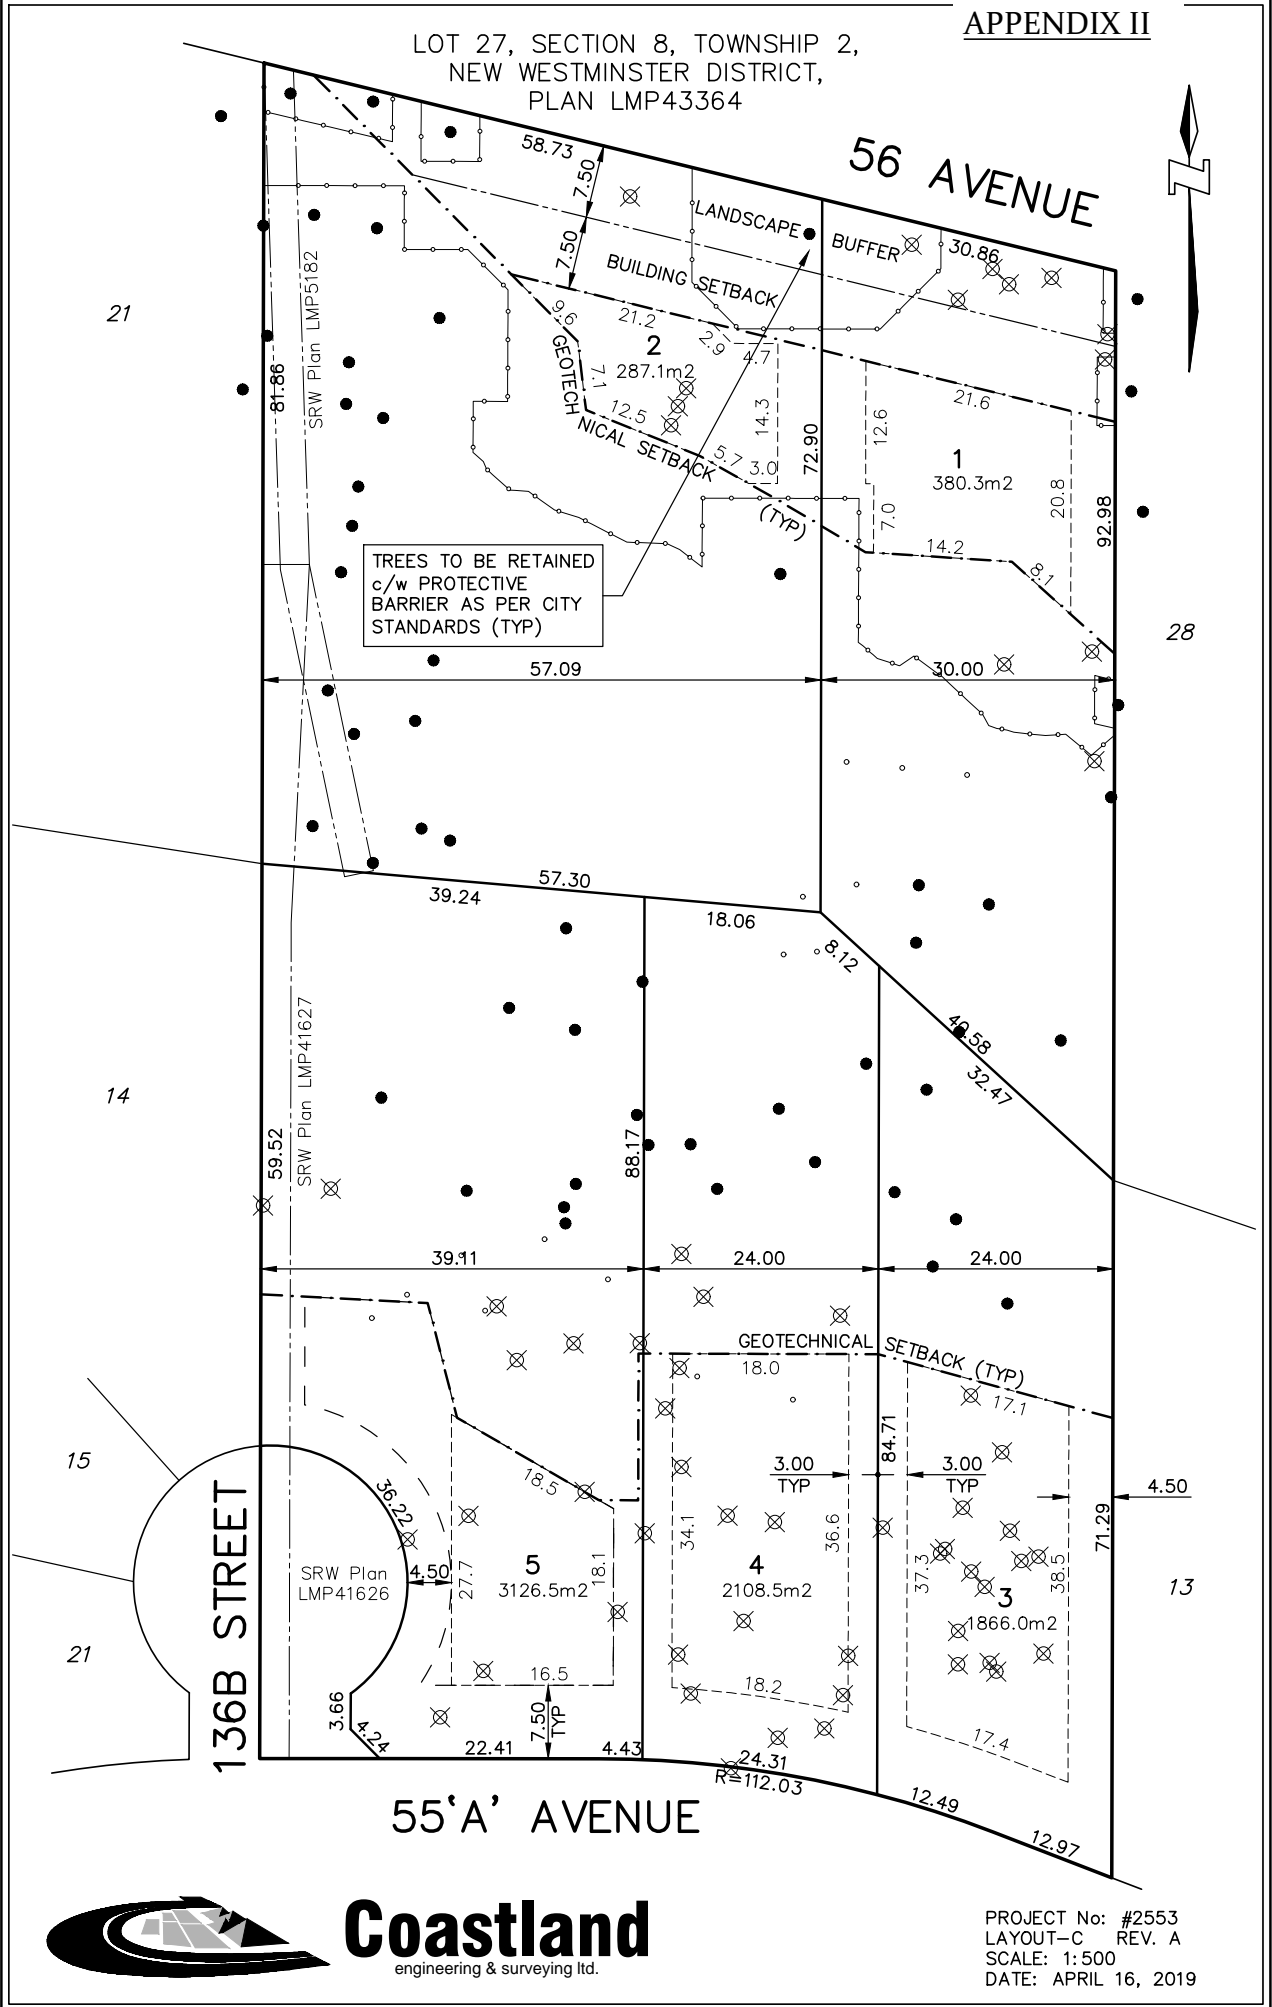 APPENDIX II
LOT 27, SECTION 8, TOWNSHIP 2,
NEW WESTMINSTER DISTRICT,
PLAN LMP43364
56 AVENUE
58.73
7.50
7.50
LANDSCAPE BUFFER
30.86
BUILDING SETBACK
Z
21
SRW Plan LMP5182
81.86
9.6
21.2
2
287.1m2
2.9
4.7
GEOTECH
NICAL SETBACK
(TYP)
7.1
12.5
14.3
5.7
3.0
72.90
12.6
21.6
1
380.3m2
7.0
20.8
92.98
14.2
8.1
TREES TO BE RETAINED
c/w PROTECTIVE
BARRIER AS PER CITY
STANDARDS (TYP)
28
57.09
30.00
57.30
39.24
18.06
8.12
40.58
32.47
14
SRW Plan LMP41627
59.52
88.17
39.11
24.00
24.00
GEOTECHNICAL SETBACK (TYP)
18.0
17.1
15
36.22
18.5
84.71
3.00
TYP
3.00
TYP
4.50
71.29
136B STREET
SRW Plan
LMP41626
4.50
27.7
5
3126.5m2
18.1
34.1
4
2108.5m2
36.6
37.3
3
1866.0m2
38.5
13
21
16.5
18.2
17.4
3.66
4.24
7.50
TYP
22.41
4.43
24.31
R=112.03
12.49
12.97
55'A' AVENUE
Coastland
engineering & surveying ltd.
PROJECT No: #2553
LAYOUT-C REV. A
SCALE: 1:500
DATE: APRIL 16, 2019